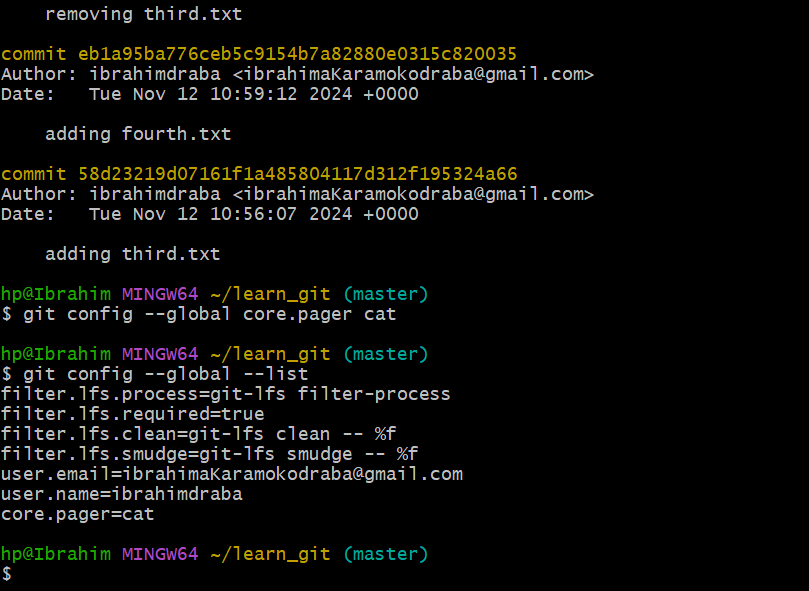 removing third.txt
commit eb1a95ba776ceb5c9154b7a82880e0315c820035
Author: ibrahimdraba <ibrahimaKaramokodraba@gmail.com>
Date:   Tue Nov 12 10:59:12 2024 +0000
adding fourth.txt
commit 58d23219d07161f1a485804117d312f195324a66
Author: ibrahimdraba <ibrahimaKaramokodraba@gmail.com>
Date:   Tue Nov 12 10:56:07 2024 +0000
adding third.txt
hp@Ibrahim MINGW64 ~/learn_git (master)
$ git config --global core.pager cat
hp@Ibrahim MINGW64 ~/learn_git (master)
$ git config --global --list
filter.lfs.process=git-lfs filter-process
filter.lfs.required=true
filter.lfs.clean=git-lfs clean -- %f
filter.lfs.smudge=git-lfs smudge -- %f
user.email=ibrahimaKaramokodraba@gmail.com
user.name=ibrahimdraba
core.pager=cat
hp@Ibrahim MINGW64 ~/learn_git (master)
$